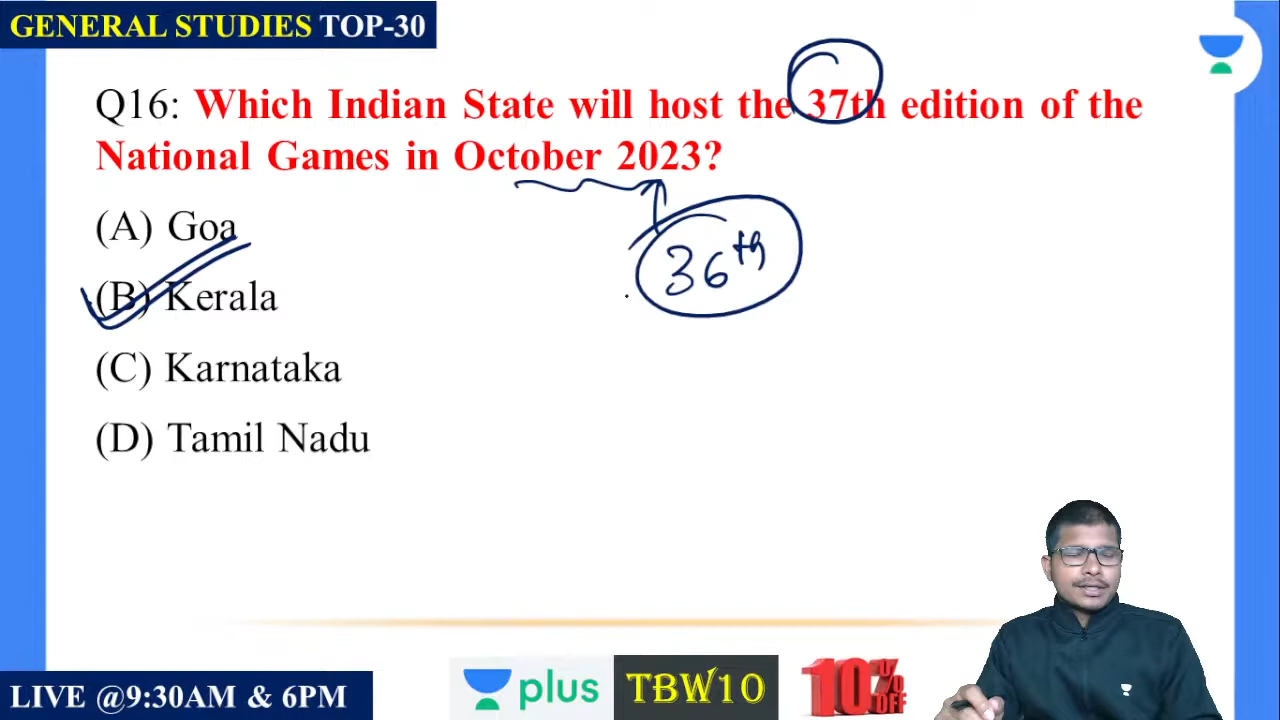 GENERAL STUDIES TOP-30
Q16: Which Indian State will host the 37th edition of the
National Games in October 2023?
36th
(A) Goa
(B) Kerala
(C) Karnataka
(D) Tamil Nadu
LIVE @9:30AM & 6PM
plus
TBW10
10% OFF